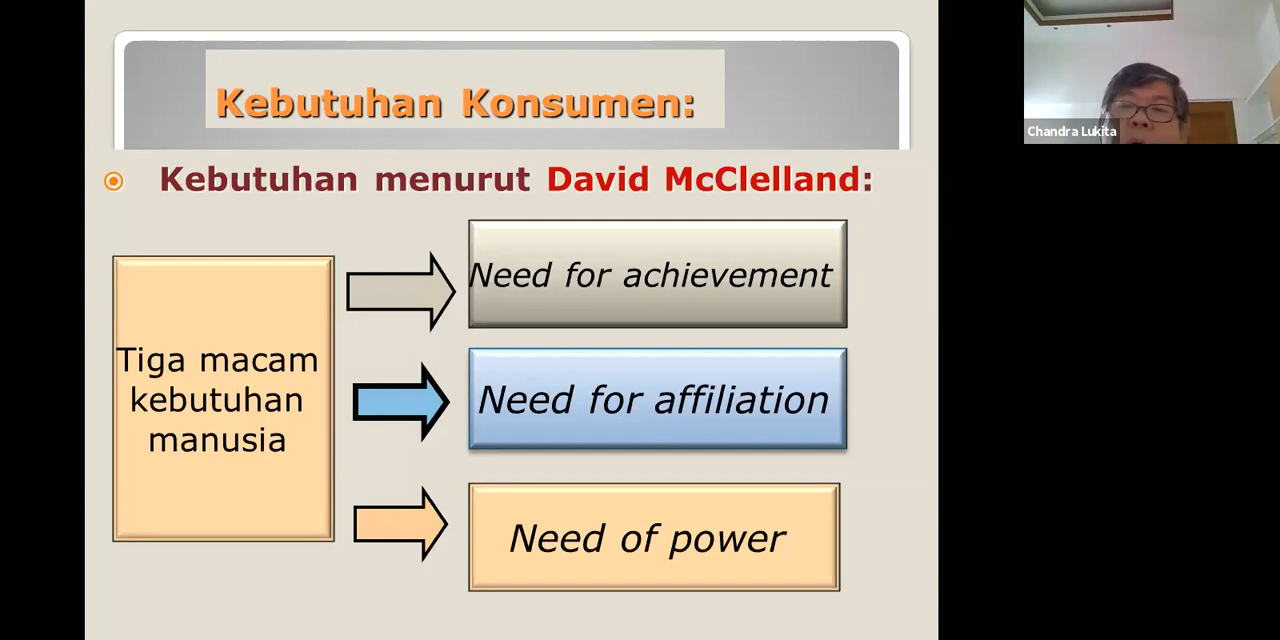 Kebutuhan Konsumen:
Kebutuhan menurut David McClelland:
Tiga macam
kebutuhan
manusia
Need for achievement
Need for affiliation
Need of power
Chandra Lukita